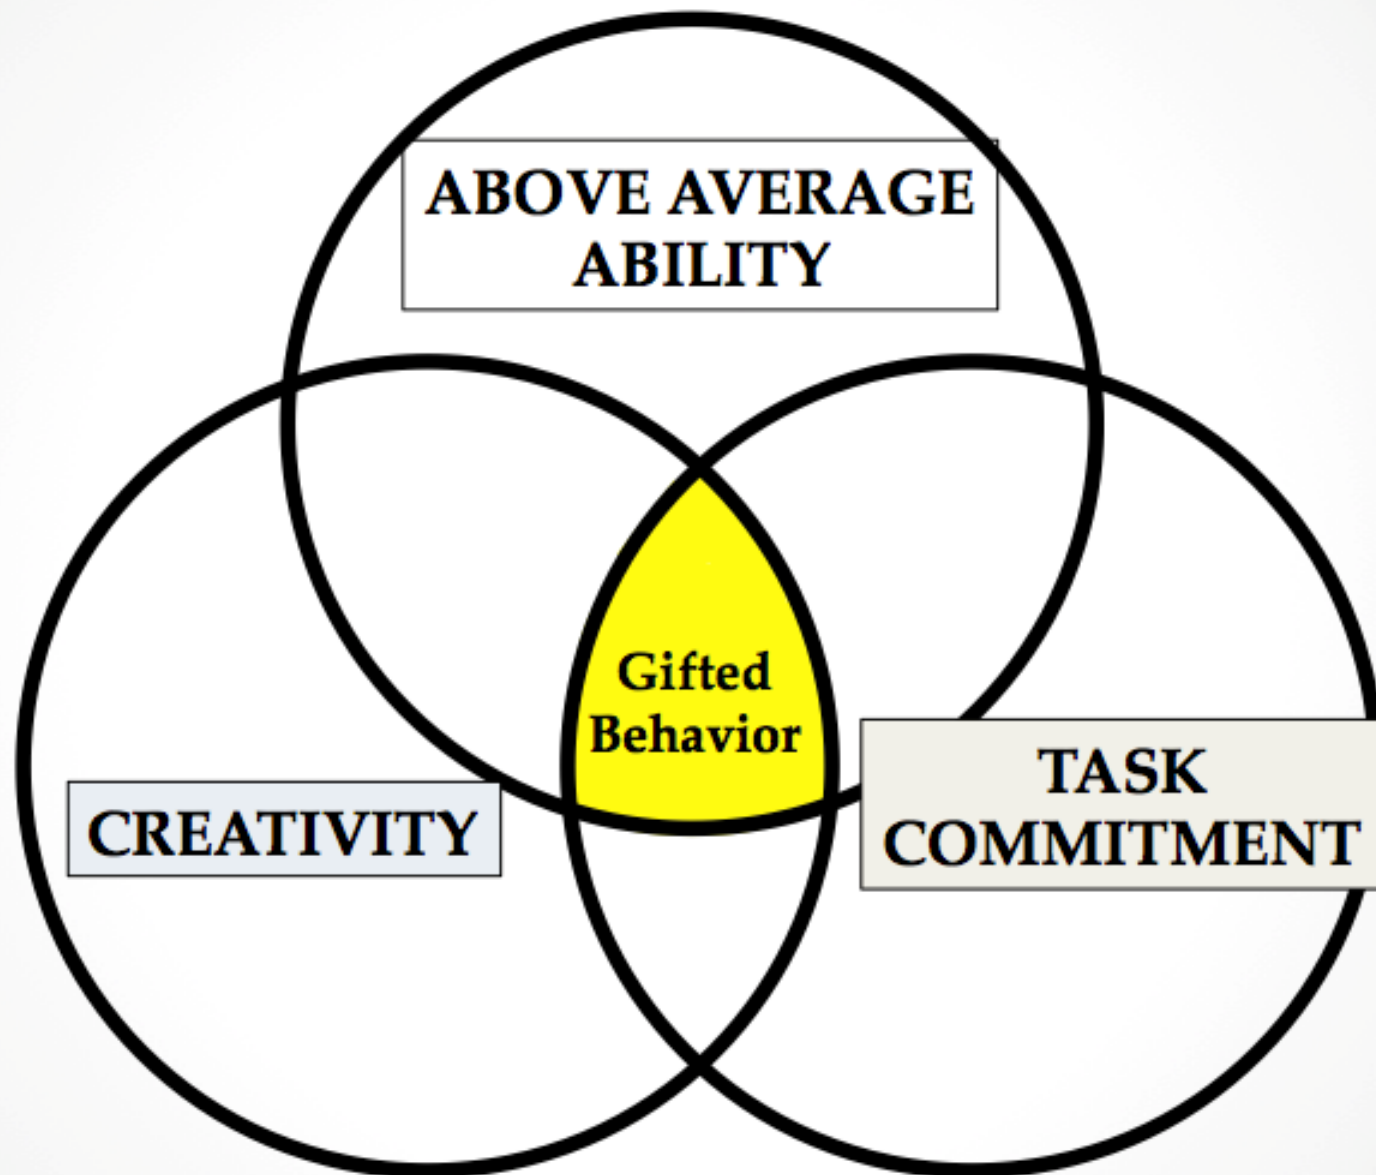 ABOVE AVERAGE
ABILITY
Gifted
Behavior
CREATIVITY
TASK
COMMITMENT